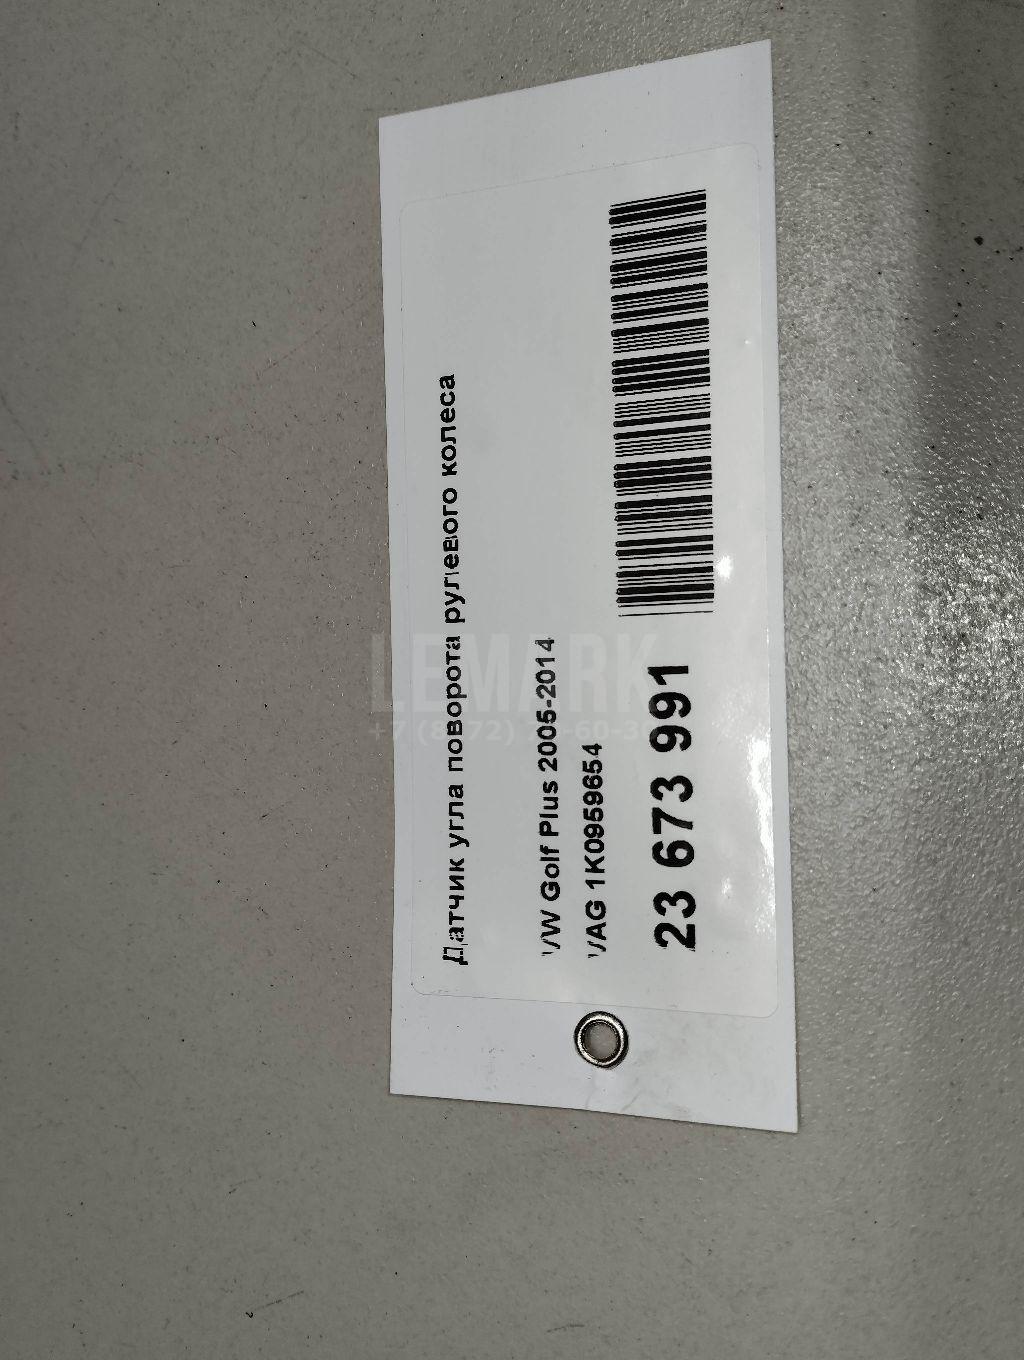 Датчик угла поворота рулевого колеса
VW Golf Plus 2005-2014
VAG 1K0959654
23 673 991
LEMARK